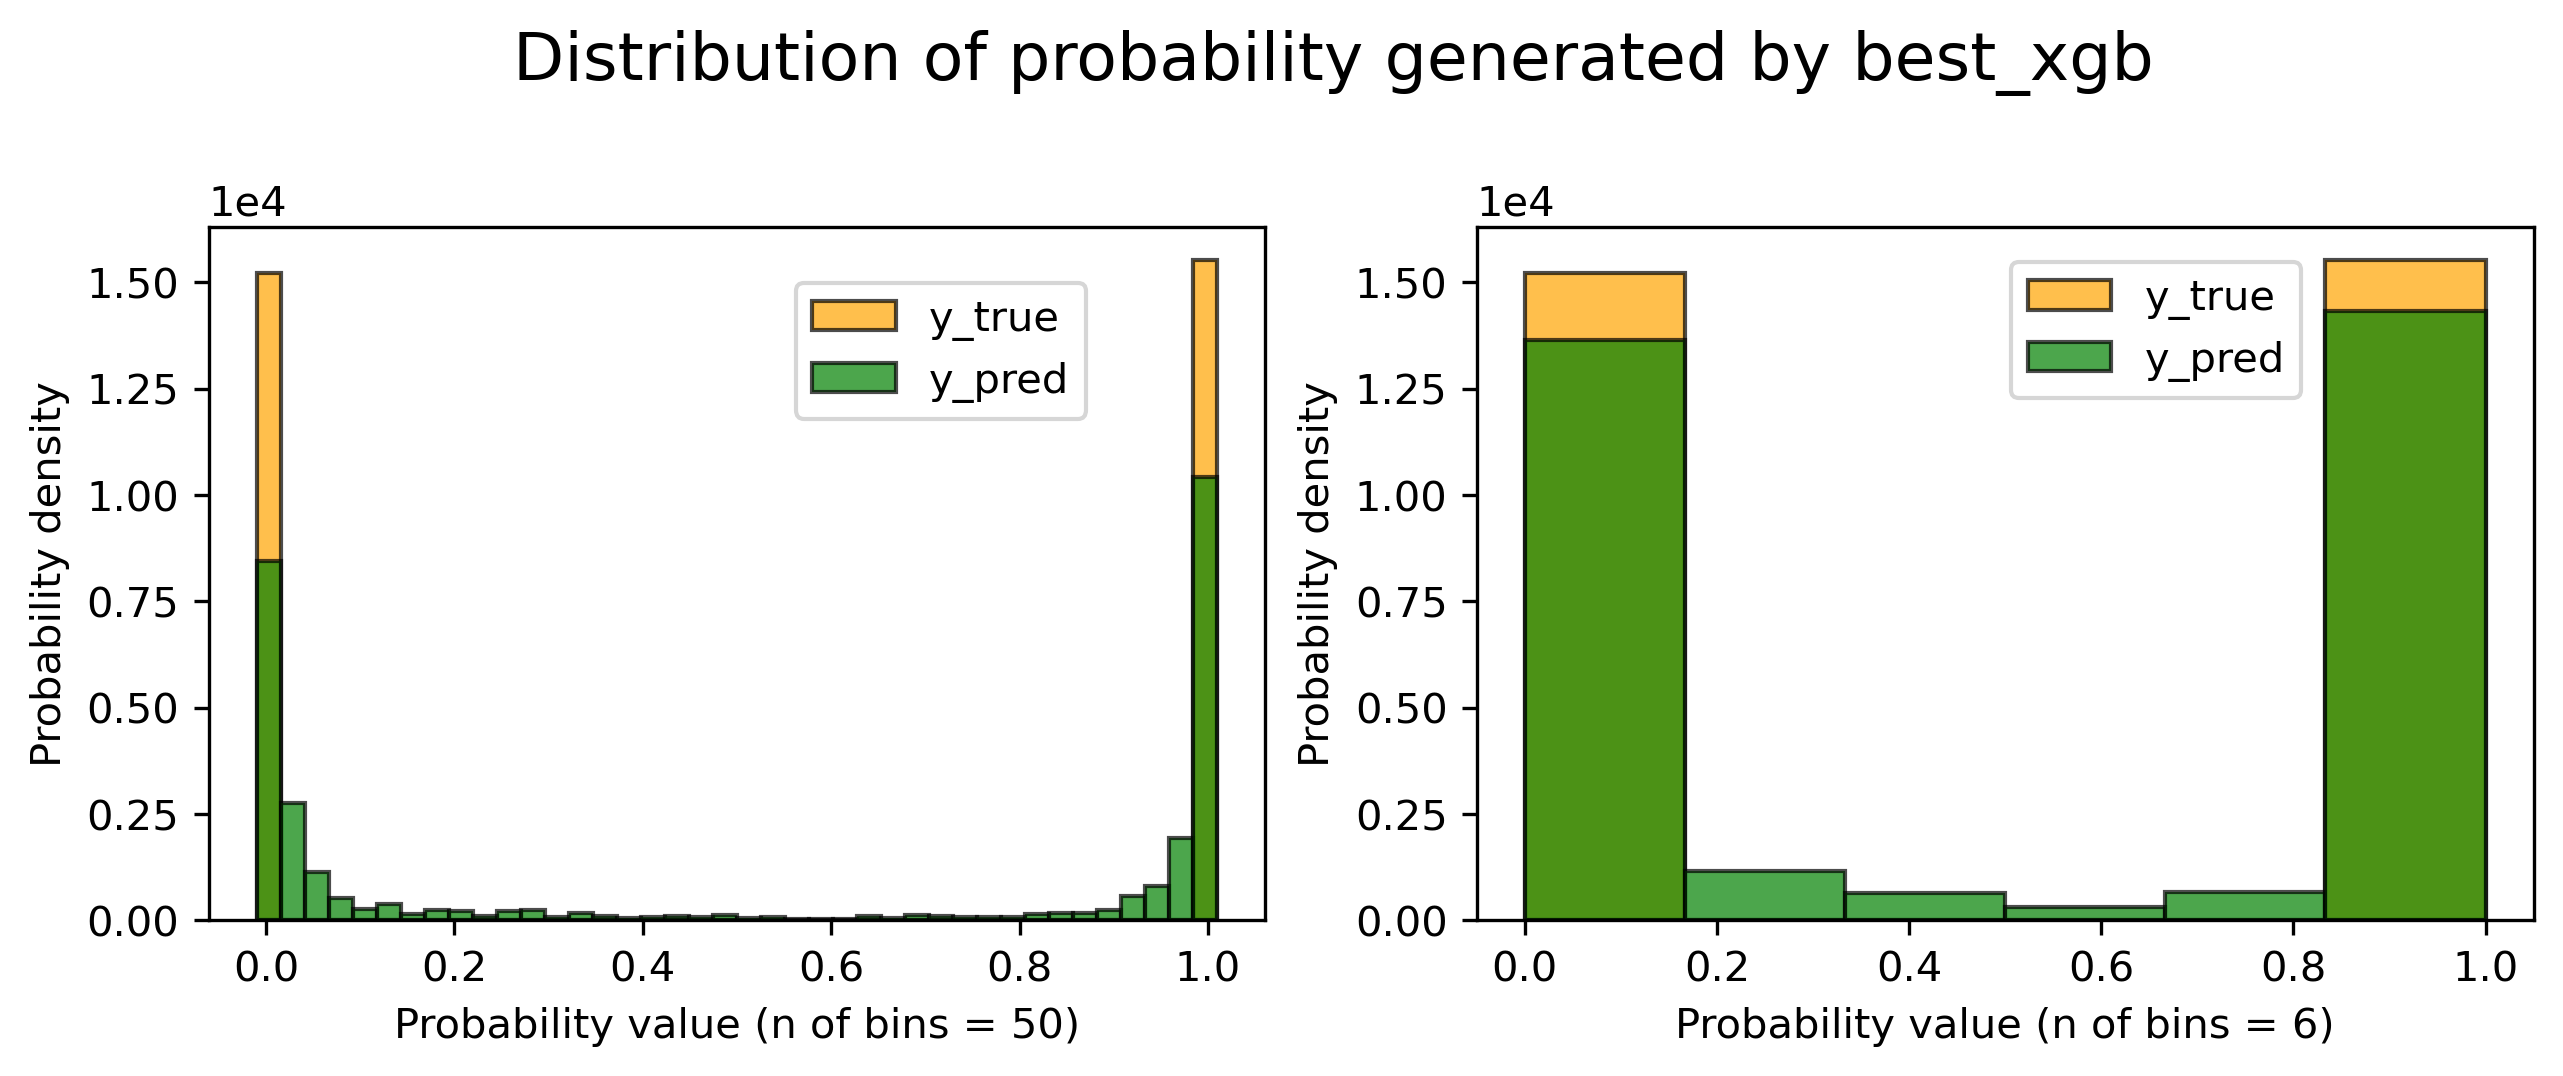 Distribution of probability generated by best_xgb
1e4
1.50
1.25
1.00
0.75
0.50
0.25
0.00
Probability density
y_true
y_pred
0.0 0.2 0.4 0.6 0.8 1.0
Probability value (n of bins = 50)
1e4
1.50
1.25
1.00
0.75
0.50
0.25
0.00
Probability density
y_true
y_pred
0.0 0.2 0.4 0.6 0.8 1.0
Probability value (n of bins = 6)